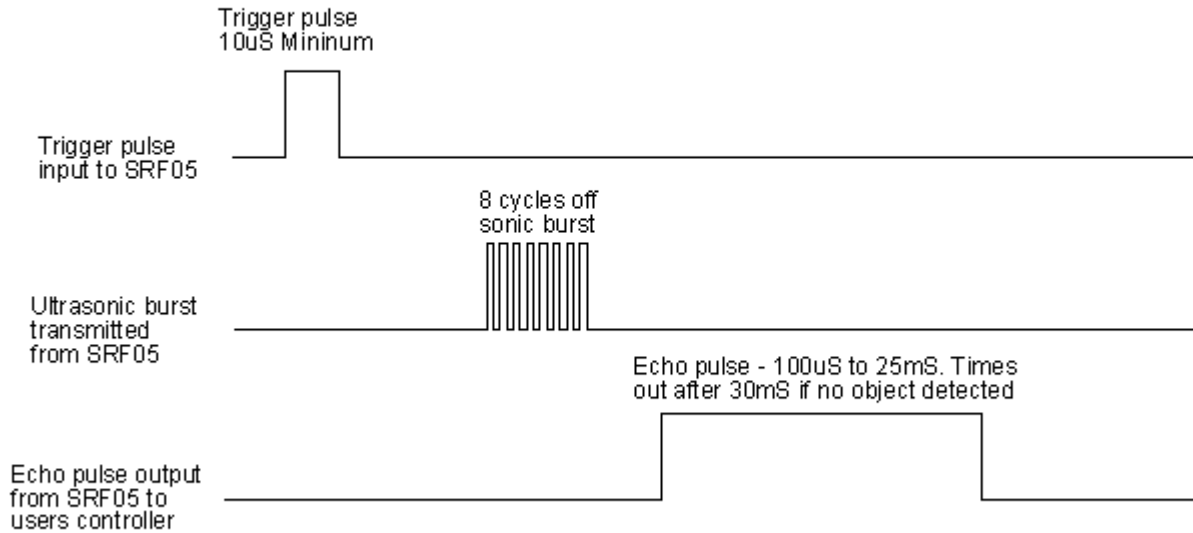 Trigger pulse
10uS Mininum
Trigger pulse
input to SRF05
8 cycles off
sonic burst
Ultrasonic burst
transmitted
from SRF05
Echo pulse - 100uS to 25mS. Times
out after 30mS if no object detected
Echo pulse output
from SRF05 to
users controller